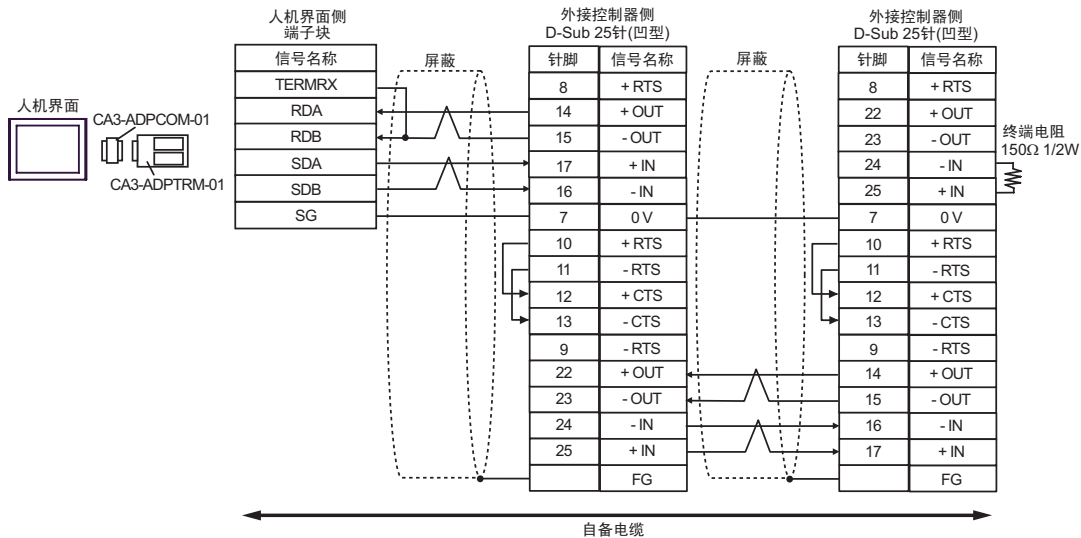 人机界面
CA3-ADPCOM-01
CA3-ADPTRM-01
人机界面侧
端子块
信号名称
TERMRX
RDA
RDB
SDA
SDB
SG
屏蔽
外接控制器侧
D-Sub 25针(凹型)
针脚 信号名称
8 + RTS
14 + OUT
15 - OUT
17 + IN
16 - IN
7 0 V
10 + RTS
11 - RTS
12 + CTS
13 - CTS
9 - RTS
22 + OUT
23 - OUT
24 - IN
25 + IN
FG
屏蔽
外接控制器侧
D-Sub 25针(凹型)
针脚 信号名称
8 + RTS
22 + OUT
23 - OUT
24 - IN
25 + IN
7 0 V
10 + RTS
11 - RTS
12 + CTS
13 - CTS
9 - RTS
14 + OUT
15 - OUT
16 - IN
17 + IN
FG
终端电阻
150Ω 1/2W
自备电缆